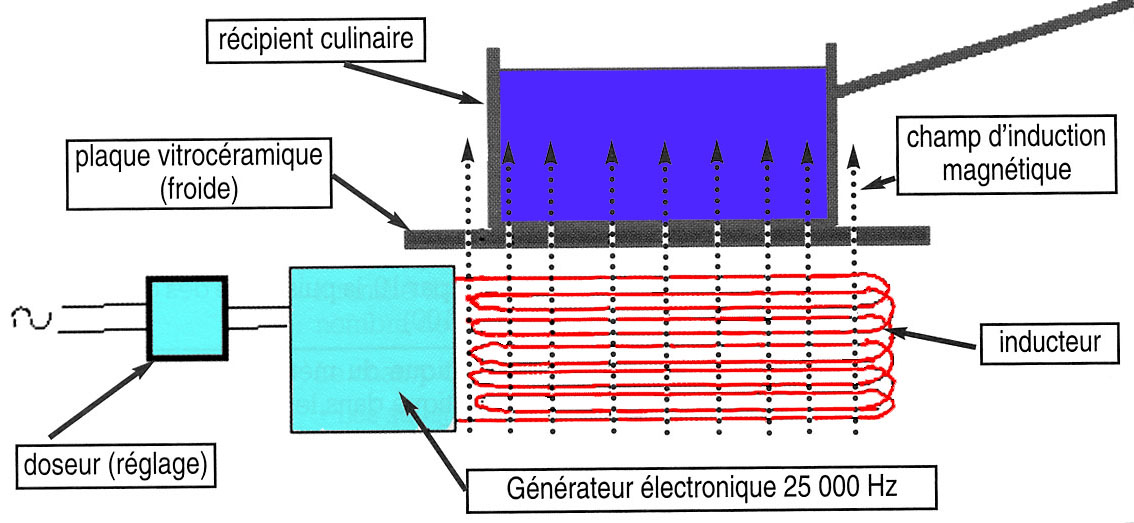 récipient culinaire
plaque vitrocéramique
(froide)
champ d'induction
magnétique
inducteur
doseur (réglage)
Générateur électronique 25 000 Hz